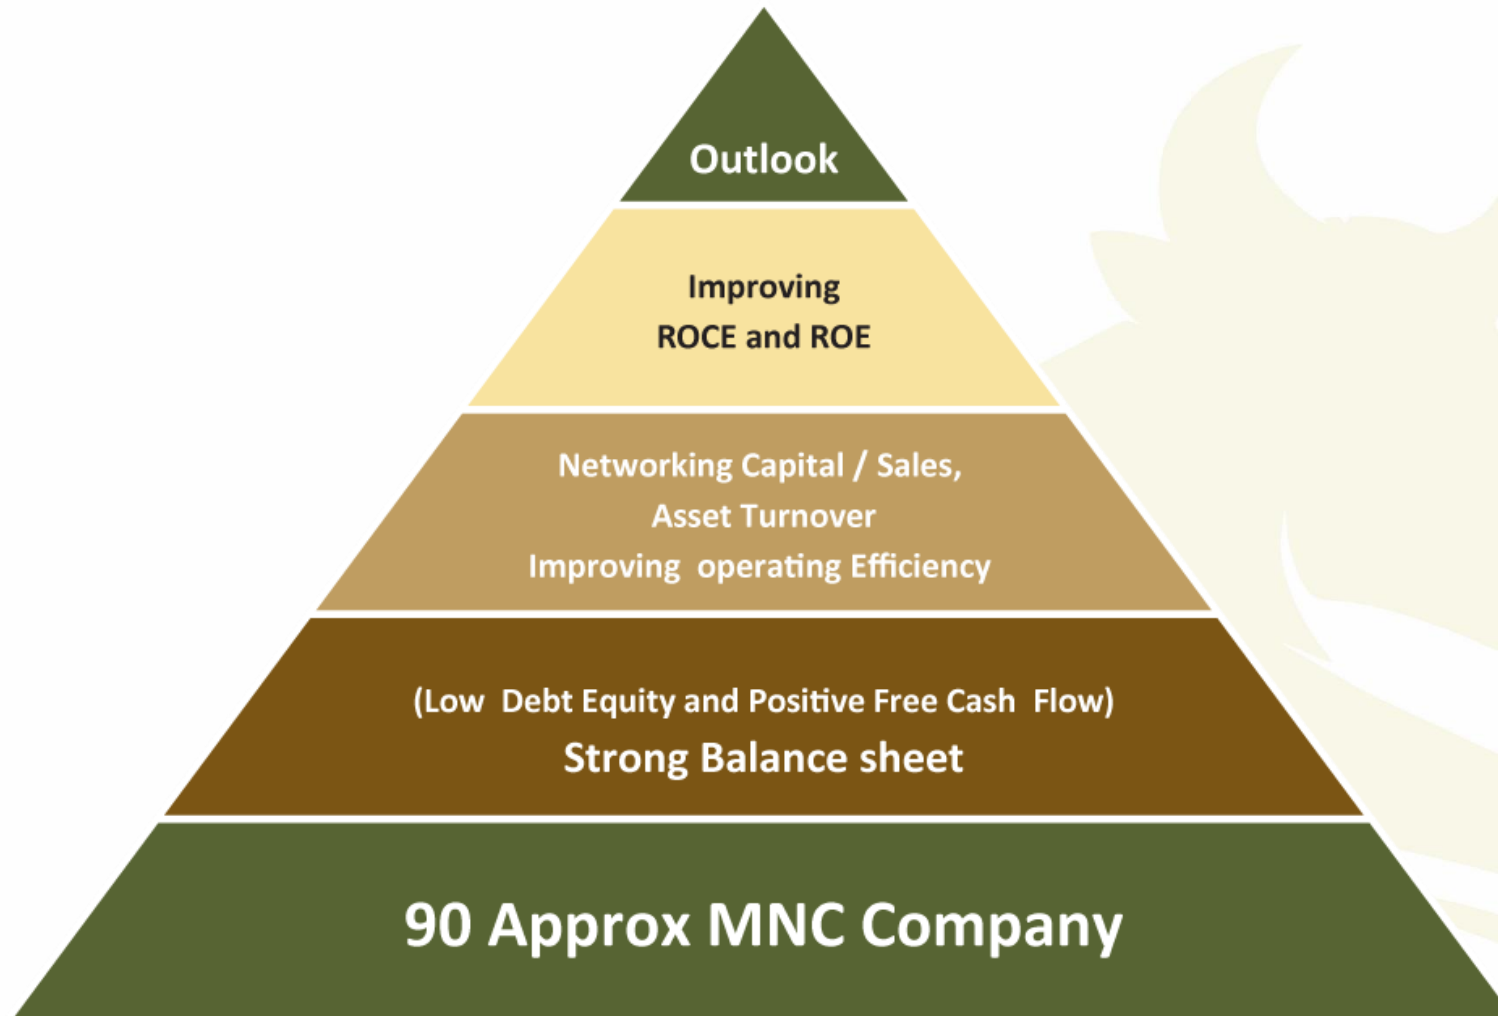 Outlook
Improving
ROCE and ROE
Networking Capital / Sales,
Asset Turnover
Improving operating Efficiency
(Low Debt Equity and Positive Free Cash Flow)
Strong Balance sheet
90 Approx MNC Company